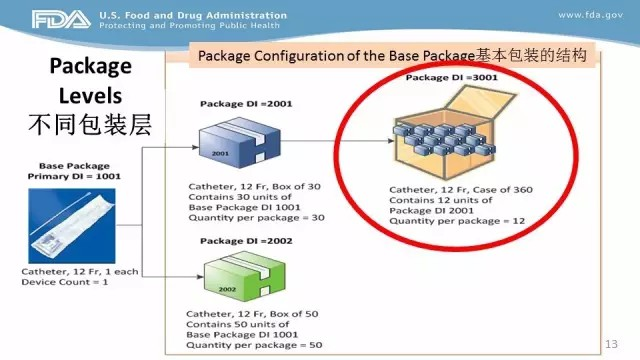 FDA
U.S. Food and Drug Administration
Protecting and Promoting Public Health
www.fda.gov
Package
Levels
不同包装层
Package Configuration of the Base Package基本包装的结构
Base Package
Primary DI = 1001
Catheter, 12 Fr, 1 each
Device Count = 1
Package DI =2001
2001
Catheter, 12 Fr, Box of 30
Contains 30 units of
Base Package DI 1001
Quantity per package = 30
Package DI =2002
2002
Catheter, 12 Fr, Box of 50
Contains 50 units of
Base Package DI 1001
Quantity per package = 50
Package DI =3001
Catheter, 12 Fr, Case of 360
Contains 12 units of
Package DI 2001
Quantity per package = 12
13